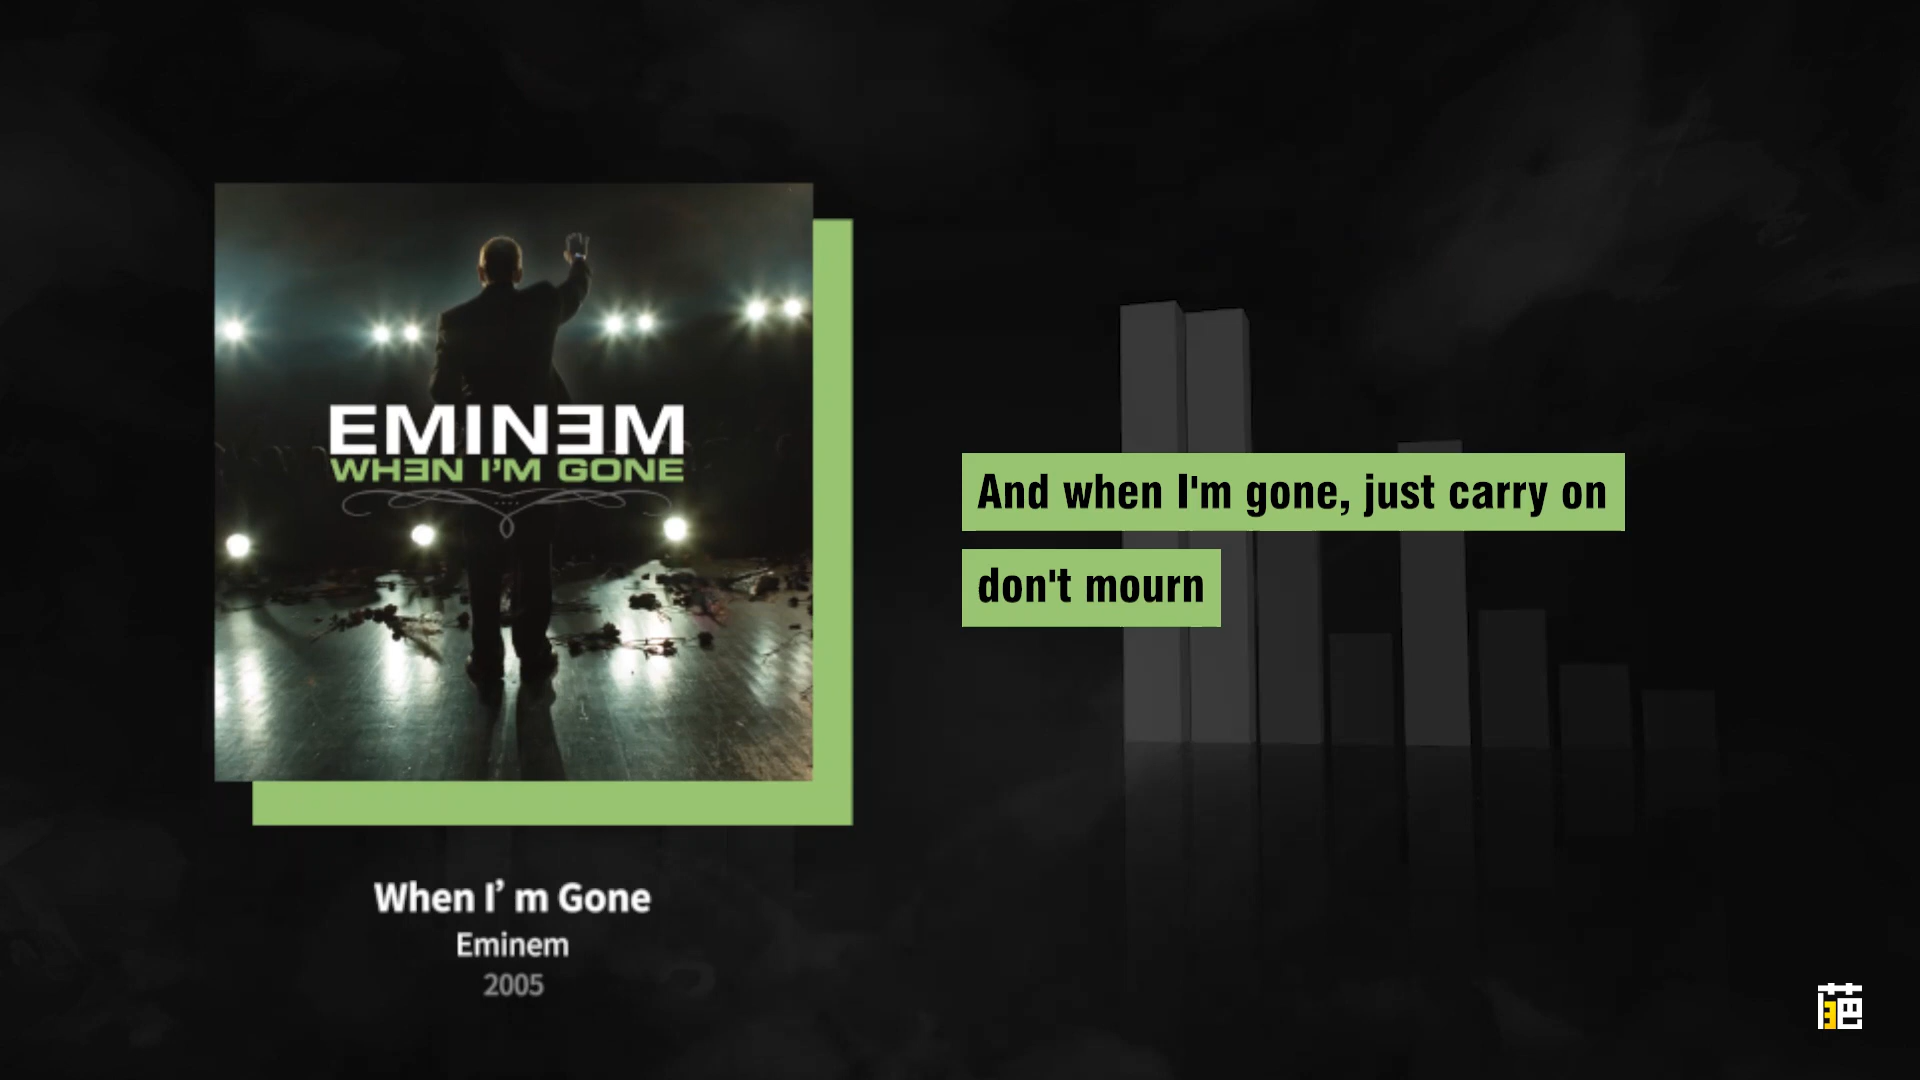 EMINƎM
WHƎN I'M GONE
When I’ m Gone
Eminem
2005
And when I'm gone, just carry on
don't mourn